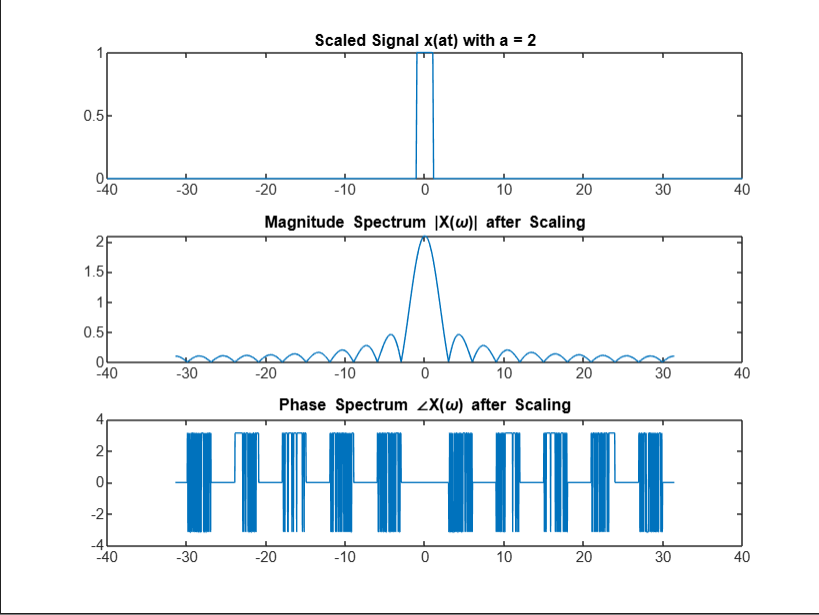 Scaled Signal x(at) with a = 2
1
0.5
0
-40 -30 -20 -10 0 10 20 30 40
Magnitude Spectrum |X(ω)| after Scaling
2
1.5
1
0.5
0
-40 -30 -20 -10 0 10 20 30 40
Phase Spectrum ∠X(ω) after Scaling
4
2
0
-2
-4
-40 -30 -20 -10 0 10 20 30 40